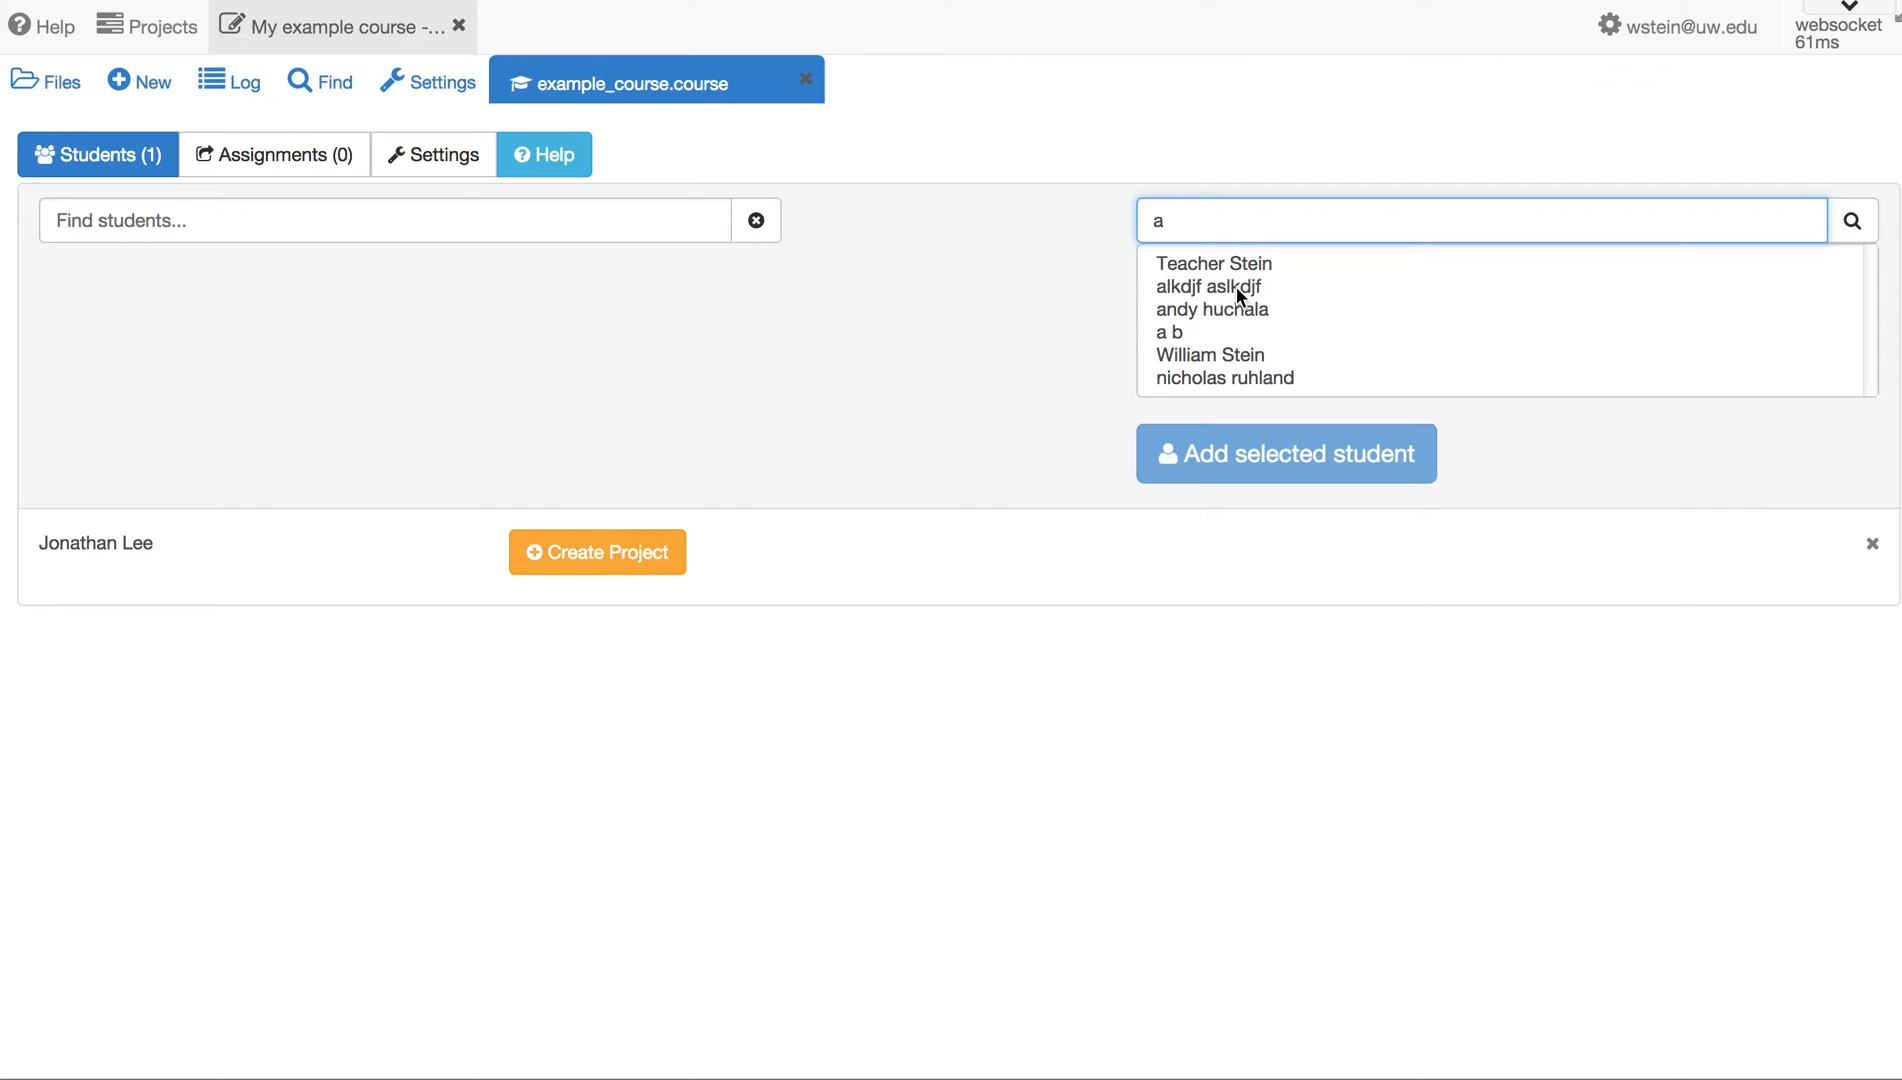 Help Projects My example course -... wstein@uw.edu websocket
61ms
Files New Log Find Settings example_course.course
Students (1) Assignments (0) Settings Help
Find students... a
Teacher Stein
alkdjf aslkdjf
andy huchala
a b
William Stein
nicholas ruhland
Add selected student
Jonathan Lee Create Project